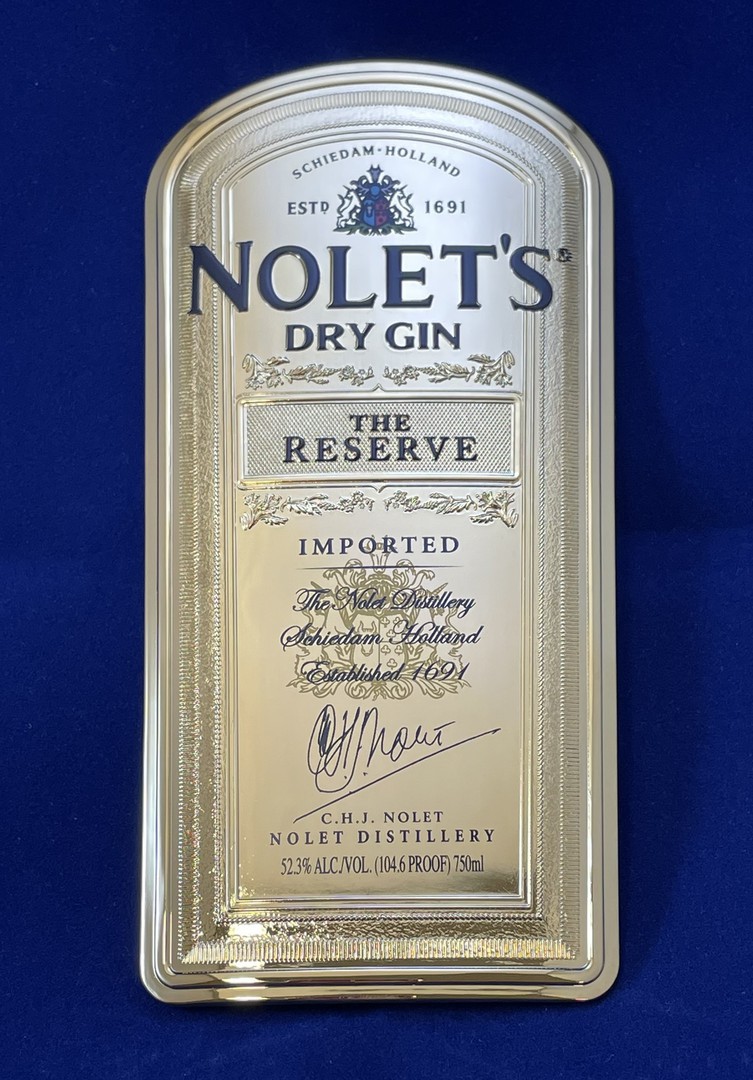 SCHIEDAM·HOLLAND
ESTD 1691
NOLET'S®
DRY GIN
THE
RESERVE
IMPORTED
The Nolet Distillery
Schiedam Holland
Established 1691
C.H.J. Nolet
C.H.J. NOLET
NOLET DISTILLERY
52.3% ALC./VOL. (104.6 PROOF) 750ml